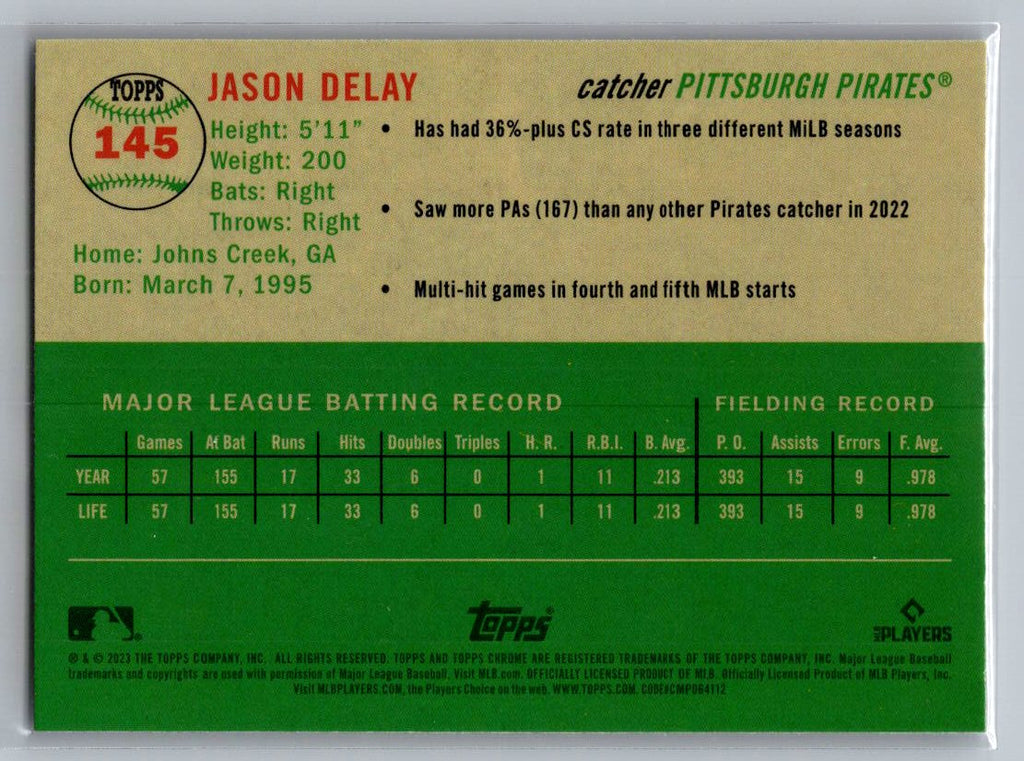 TOPPS
145
JASON DELAY
catcher PITTSBURGH PIRATES®
Height: 5'11"
Weight: 200
Bats: Right
Throws: Right
Home: Johns Creek, GA
Born: March 7, 1995
• Has had 36%-plus CS rate in three different MiLB seasons
• Saw more PAs (167) than any other Pirates catcher in 2022
• Multi-hit games in fourth and fifth MLB starts
MAJOR LEAGUE BATTING RECORD FIELDING RECORD
Games At Bat Runs Hits Doubles Triples H. R. R.B.I. B. Avg. P. O. Assists Errors F. Avg.
YEAR 57 155 17 33 6 0 1 11 .213 393 15 9 .978
LIFE 57 155 17 33 6 0 1 11 .213 393 15 9 .978
Topps®
MLB PLAYERS
® & © 2023 THE TOPPS COMPANY, INC. ALL RIGHTS RESERVED. TOPPS AND TOPPS CHROME ARE REGISTERED TRADEMARKS OF THE TOPPS COMPANY, INC. Major League Baseball
trademarks and copyrights are used with permission of Major League Baseball. Visit MLB.com. OFFICIALLY LICENSED PRODUCT OF MLB. Officially Licensed Product of MLB Players, Inc.
Visit MLBPLAYERS.COM, the Players Choice on the web. WWW.TOPPS.COM. CODE#CMP064112